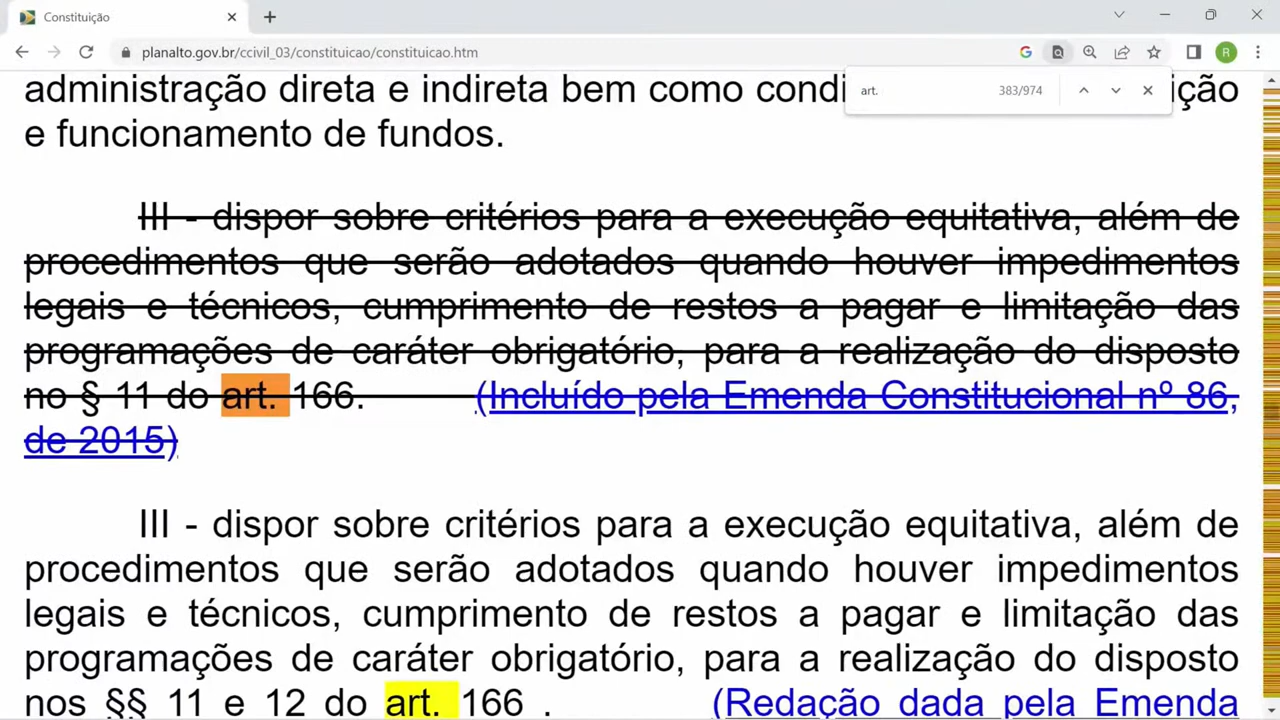 Constituição
planalto.gov.br/ccivil_03/constituicao/constituicao.htm
R
art.
383/974
administração direta e indireta bem como condi ição
e funcionamento de fundos.
III - dispor sobre critérios para a execução equitativa, além de
procedimentos que serão adotados quando houver impedimentos
legais e técnicos, cumprimento de restos a pagar e limitação das
programações de caráter obrigatório, para a realização do disposto
no § 11 do art. 166. (Incluído pela Emenda Constitucional nº 86,
de 2015)
III - dispor sobre critérios para a execução equitativa, além de
procedimentos que serão adotados quando houver impedimentos
legais e técnicos, cumprimento de restos a pagar e limitação das
programações de caráter obrigatório, para a realização do disposto
nos §§ 11 e 12 do art. 166 . (Redação dada pela Emenda